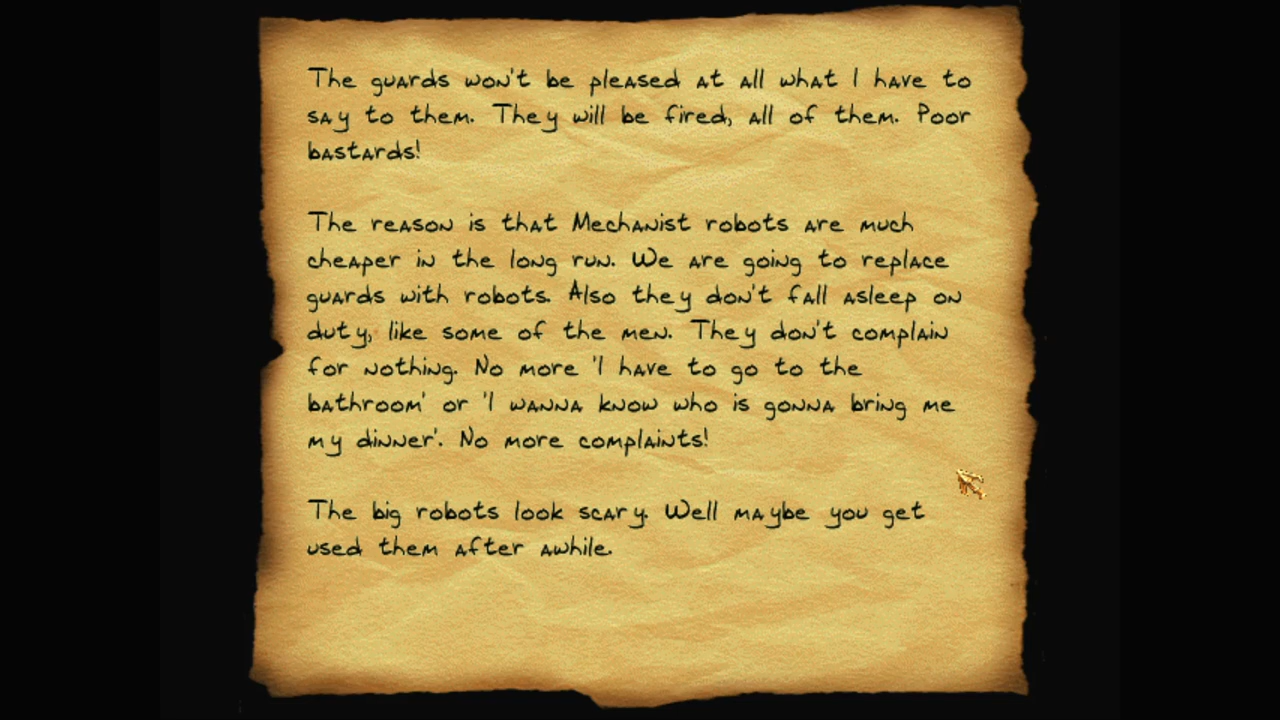 The guards won't be pleased at all what I have to
say to them. They will be fired, all of them. Poor
bastards!
The reason is that Mechanist robots are much
cheaper in the long run. We are going to replace
guards with robots. Also they don't fall asleep on
duty, like some of the men. They don't complain
for nothing. No more 'I have to go to the
bathroom' or 'I wanna know who is gonna bring me
my dinner'. No more complaints!
The big robots look scary. Well maybe you get
used them after awhile.